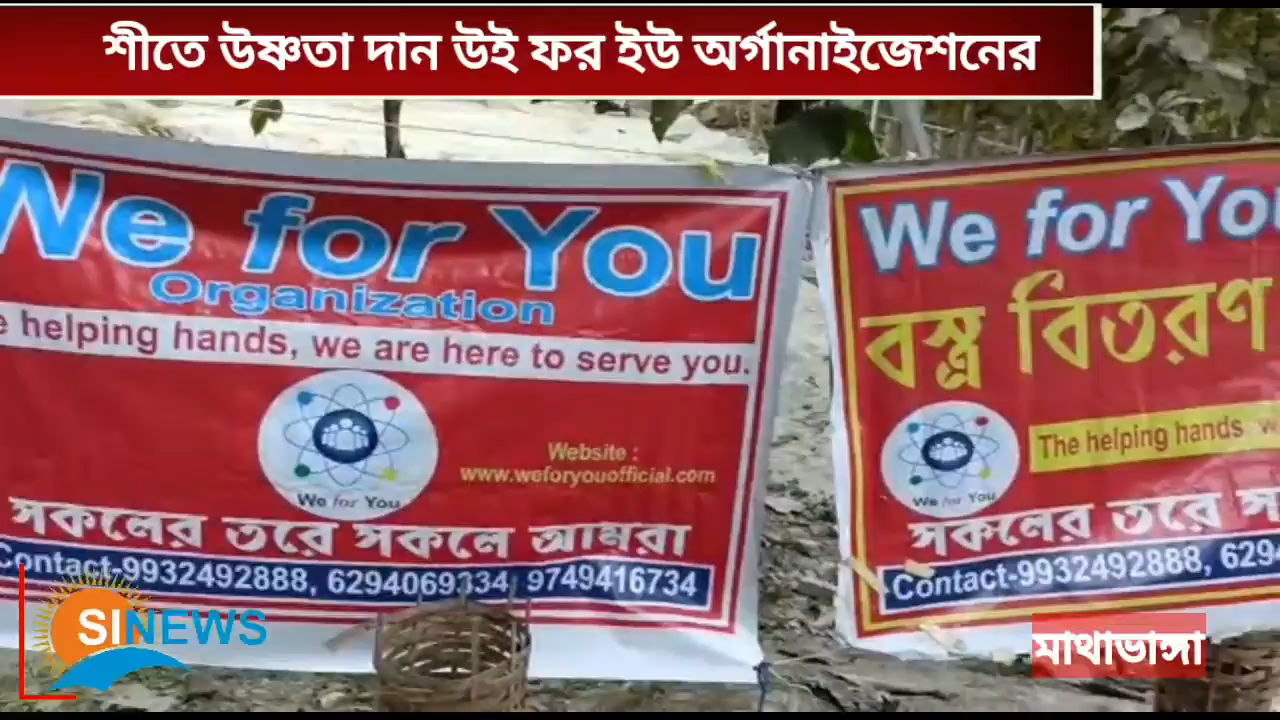 শীতে উষ্ণতা দান উই ফর ইউ অর্গানাইজেশনের
We for You
Organization
helping hands, we are here to serve you.
We for You
Website :
www.weforyouofficial.com
সকলের তরে সকলে আমরা
Contact-9932492888, 6294069334, 9749416734
We for You
বস্ত্র বিতরণ
The helping hands
We for You
সকলের তরে
Contact-9932492888, 629
SINEWS
মাথাভাঙ্গা